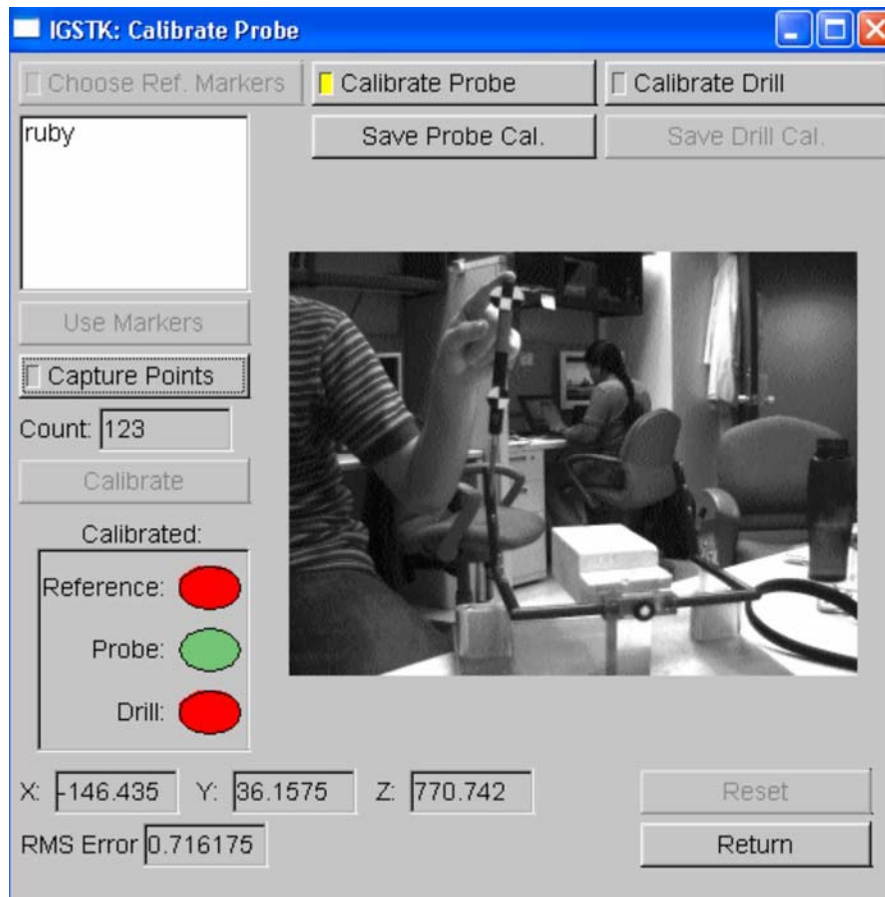 IGSTK: Calibrate Probe
Choose Ref. Markers
Calibrate Probe
Calibrate Drill
ruby
Save Probe Cal.
Save Drill Cal.
Use Markers
Capture Points
Count: 123
Calibrate
Calibrated:
Reference:
Probe:
Drill:
X: -146.435 Y: 36.1575 Z: 770.742
Reset
RMS Error 0.716175
Return